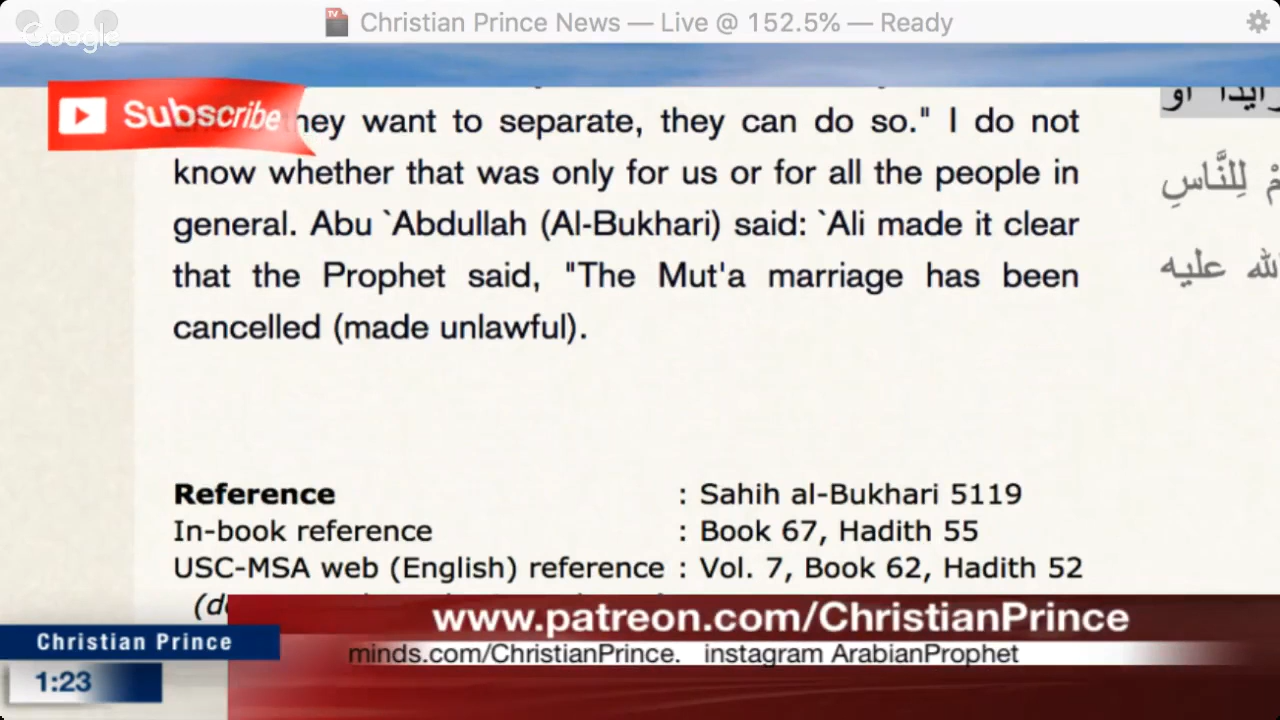 Christian Prince News — Live @ 152.5% — Ready
Google
Subscribe
they want to separate, they can do so." I do not
know whether that was only for us or for all the people in
general. Abu `Abdullah (Al-Bukhari) said: `Ali made it clear
that the Prophet said, "The Mut'a marriage has been
cancelled (made unlawful).
أو
لِلنَّاسِ
الله عليه
Reference : Sahih al-Bukhari 5119
In-book reference : Book 67, Hadith 55
USC-MSA web (English) reference : Vol. 7, Book 62, Hadith 52
www.patreon.com/ChristianPrince
Christian Prince
minds.com/ChristianPrince. instagram ArabianProphet
1:23